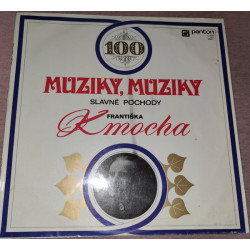 100
panton
MUZIKY, MUZIKY
SLAVNÉ POCHODY
FRANTIŠKA
Kmocha